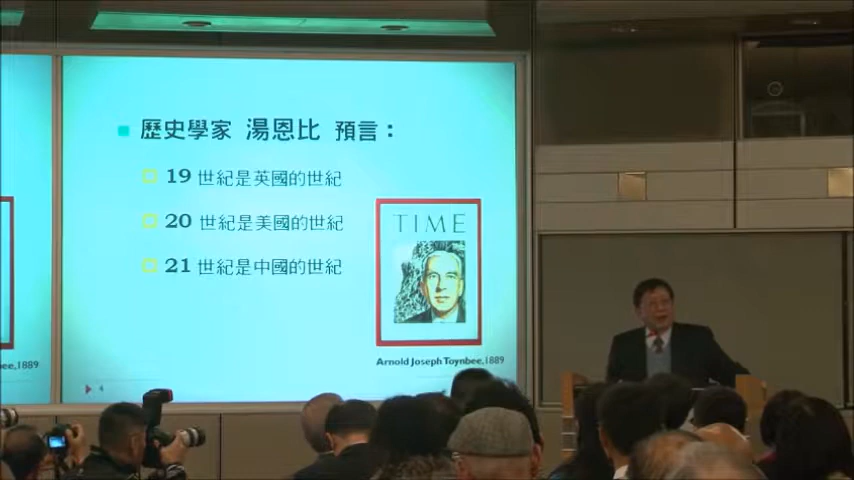 歷史學家 湯恩比 預言：
19 世紀是英國的世紀
20 世紀是美國的世紀
21 世紀是中國的世紀
TIME
Arnold Joseph Toynbee,1889
bee,1889
4